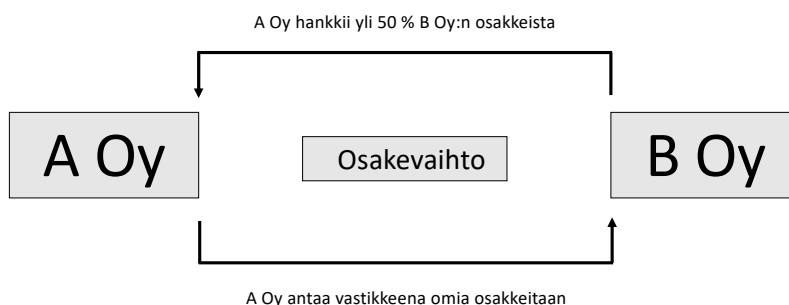 A Oy hankkii yli 50 % B Oy:n osakkeista
A Oy
Osakevaihto
B Oy
A Oy antaa vastikkeena omia osakkeitaan